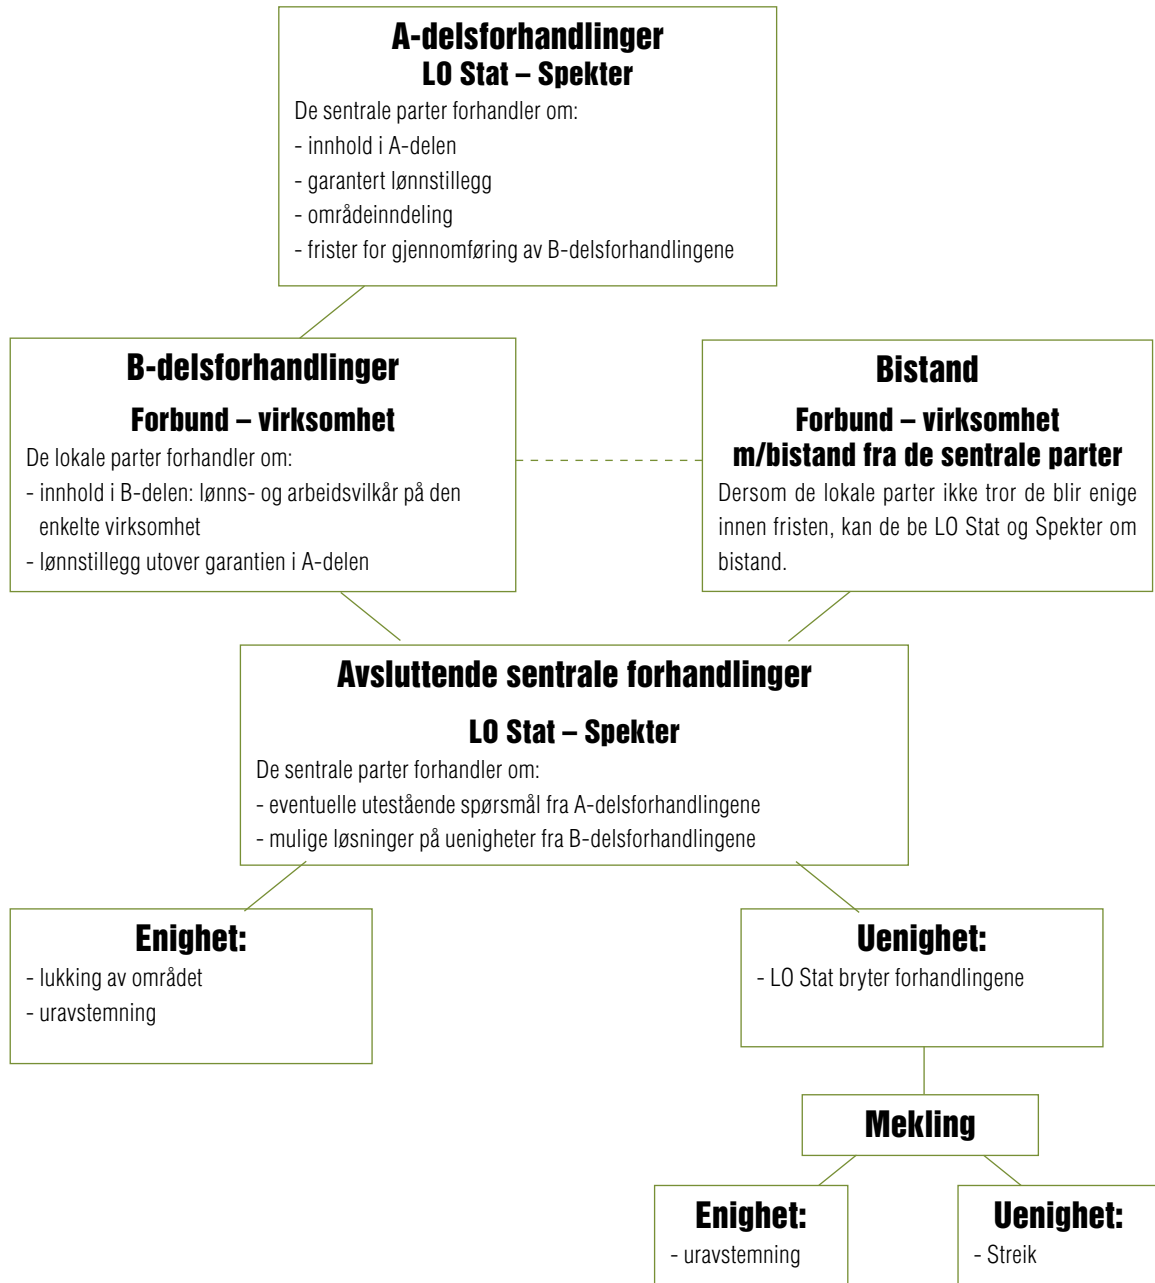 A-delsforhandlinger
LO Stat – Spekter
De sentrale parter forhandler om:
- innhold i A-delen
- garantert lønnstillegg
- områdeinndeling
- frister for gjennomføring av B-delsforhandlingene
B-delsforhandlinger
Forbund – virksomhet
De lokale parter forhandler om:
- innhold i B-delen: lønns- og arbeidsvilkår på den
enkelte virksomhet
- lønnstillegg utover garantien i A-delen
Bistand
Forbund – virksomhet
m/bistand fra de sentrale parter
Dersom de lokale parter ikke tror de blir enige
innen fristen, kan de be LO Stat og Spekter om
bistand.
Avsluttende sentrale forhandlinger
LO Stat – Spekter
De sentrale parter forhandler om:
- eventuelle utestående spørsmål fra A-delsforhandlingene
- mulige løsninger på uenigheter fra B-delsforhandlingene
Enighet:
- lukking av området
- uravstemning
Uenighet:
- LO Stat bryter forhandlingene
Mekling
Enighet:
- uravstemning
Uenighet:
- Streik